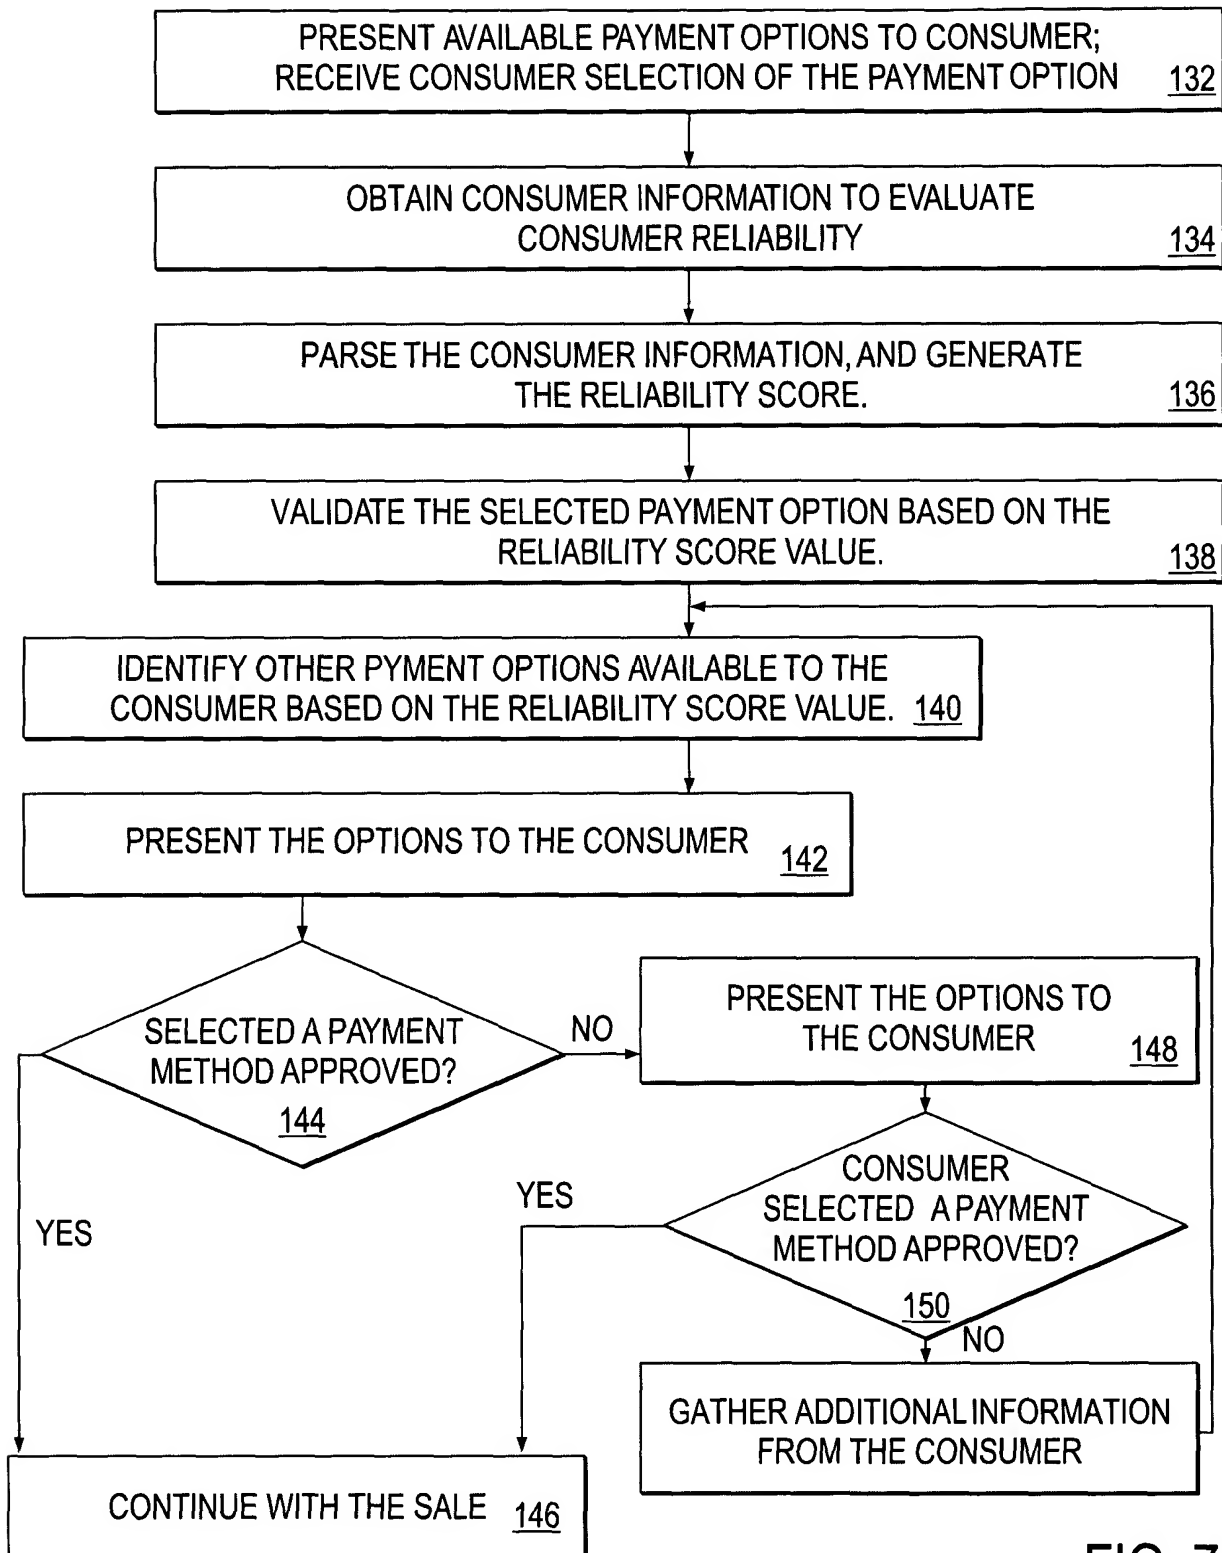 PRESENT AVAILABLE PAYMENT OPTIONS TO CONSUMER;
RECEIVE CONSUMER SELECTION OF THE PAYMENT OPTION 132
OBTAIN CONSUMER INFORMATION TO EVALUATE
CONSUMER RELIABILITY 134
PARSE THE CONSUMER INFORMATION, AND GENERATE
THE RELIABILITY SCORE. 136
VALIDATE THE SELECTED PAYMENT OPTION BASED ON THE
RELIABILITY SCORE VALUE. 138
IDENTIFY OTHER PYMENT OPTIONS AVAILABLE TO THE
CONSUMER BASED ON THE RELIABILITY SCORE VALUE. 140
PRESENT THE OPTIONS TO THE CONSUMER 142
SELECTED A PAYMENT
METHOD APPROVED?
144
NO
YES
PRESENT THE OPTIONS TO
THE CONSUMER 148
CONSUMER
SELECTED A PAYMENT
METHOD APPROVED?
150
YES
NO
GATHER ADDITIONAL INFORMATION
FROM THE CONSUMER
CONTINUE WITH THE SALE 146